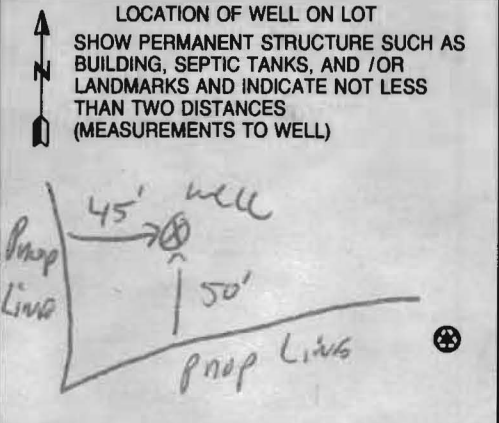 LOCATION OF WELL ON LOT
SHOW PERMANENT STRUCTURE SUCH AS
BUILDING, SEPTIC TANKS, AND /OR
LANDMARKS AND INDICATE NOT LESS
THAN TWO DISTANCES
(MEASUREMENTS TO WELL)
N
45' well
Prop
Line
50'
Prop Line